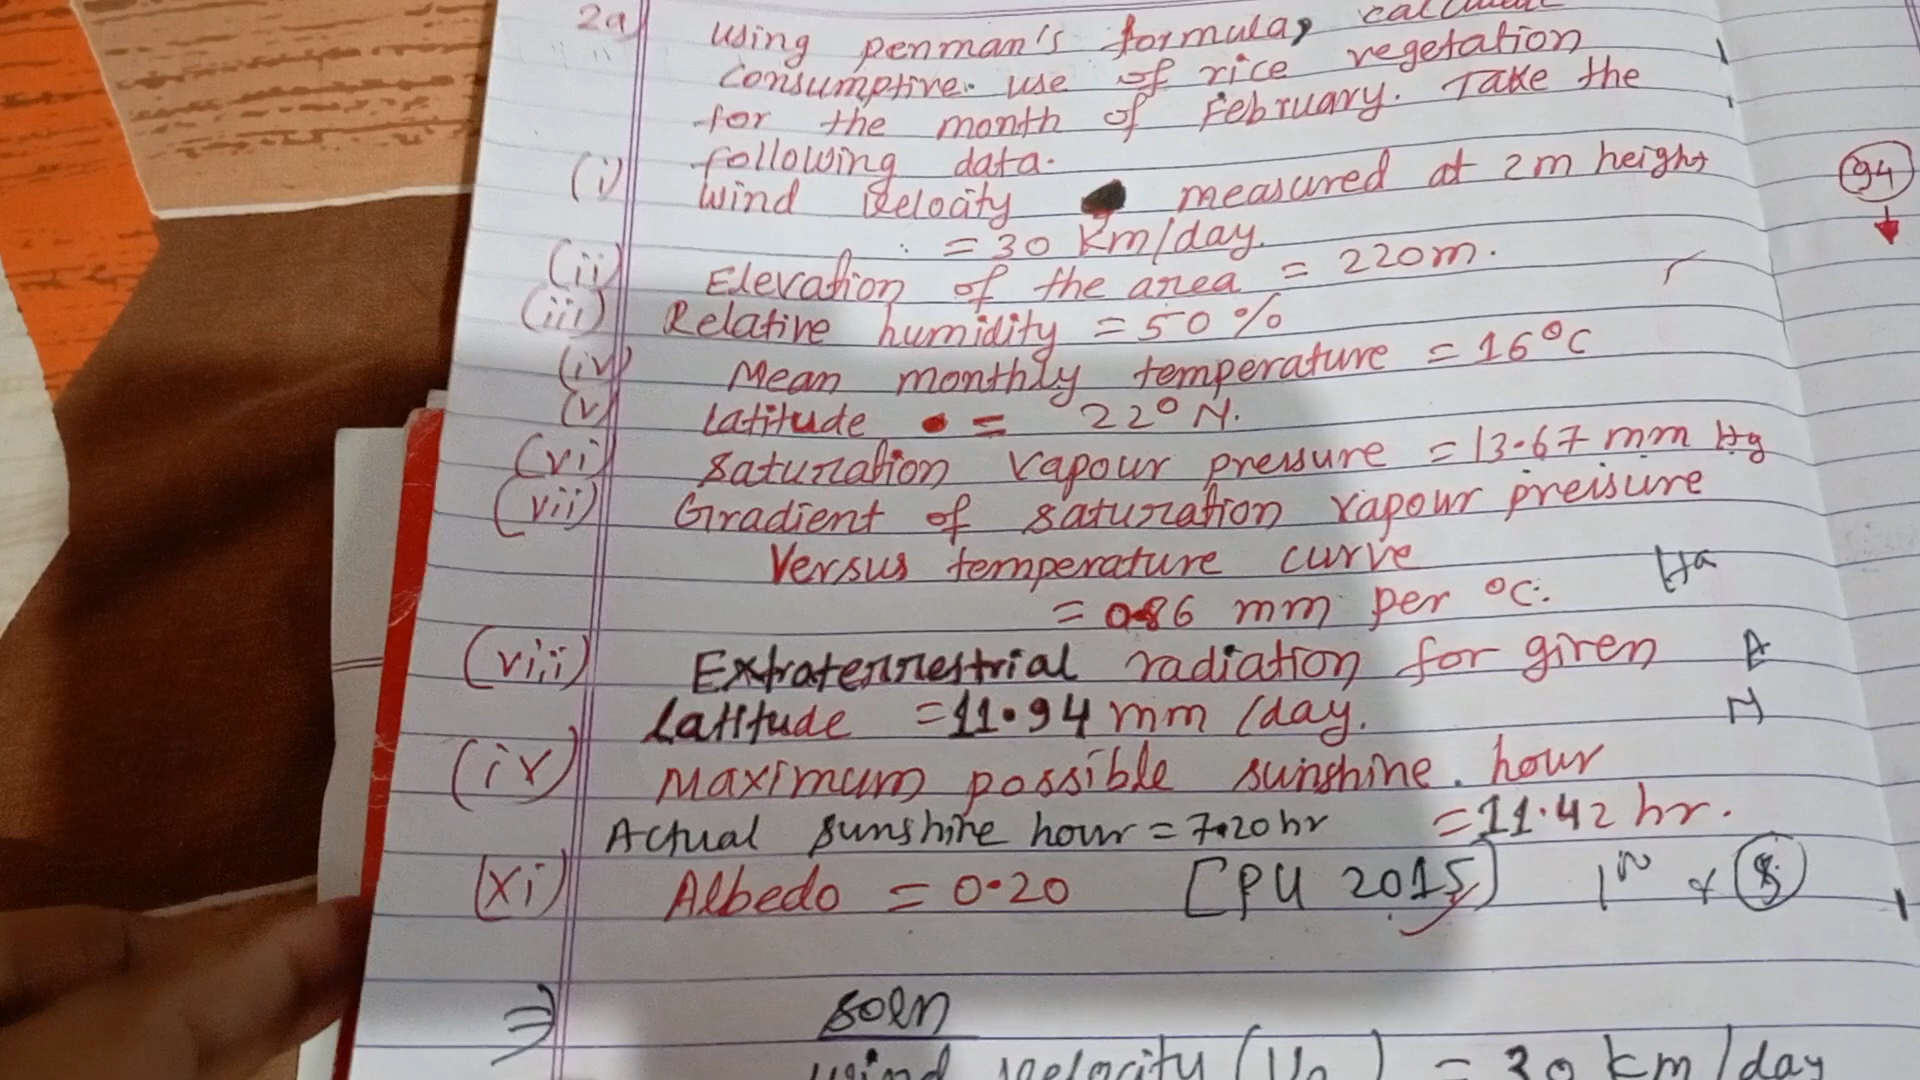 2a) Using penman's formula, calculate
consumptive use of rice vegetation
for the month of February. Take the
following data.
(i) Wind velocity measured at 2m height
= 30 Km/day.
(ii) Elevation of the area = 220m.
(iii) Relative humidity = 50%
(iv) Mean monthly temperature = 16°C
(v) Latitude = 22° N.
(vi) Saturation vapour pressure = 13.67 mm Hg
(vii) Gradient of saturation vapour preisure
Versus temperature curve
= 0.86 mm per °C.
(viii) Extraterrestrial radiation for given
Latitude = 11.94 mm /day.
(ix) Maximum possible sunshine hour
= 11.42 hr.
Actual sunshine hour = 7.20 hr
(xi) Albedo = 0.20 [PU 2015]
⇒ Soln
Wind velocity (U2) = 30 km/day
94
Ha
A
N